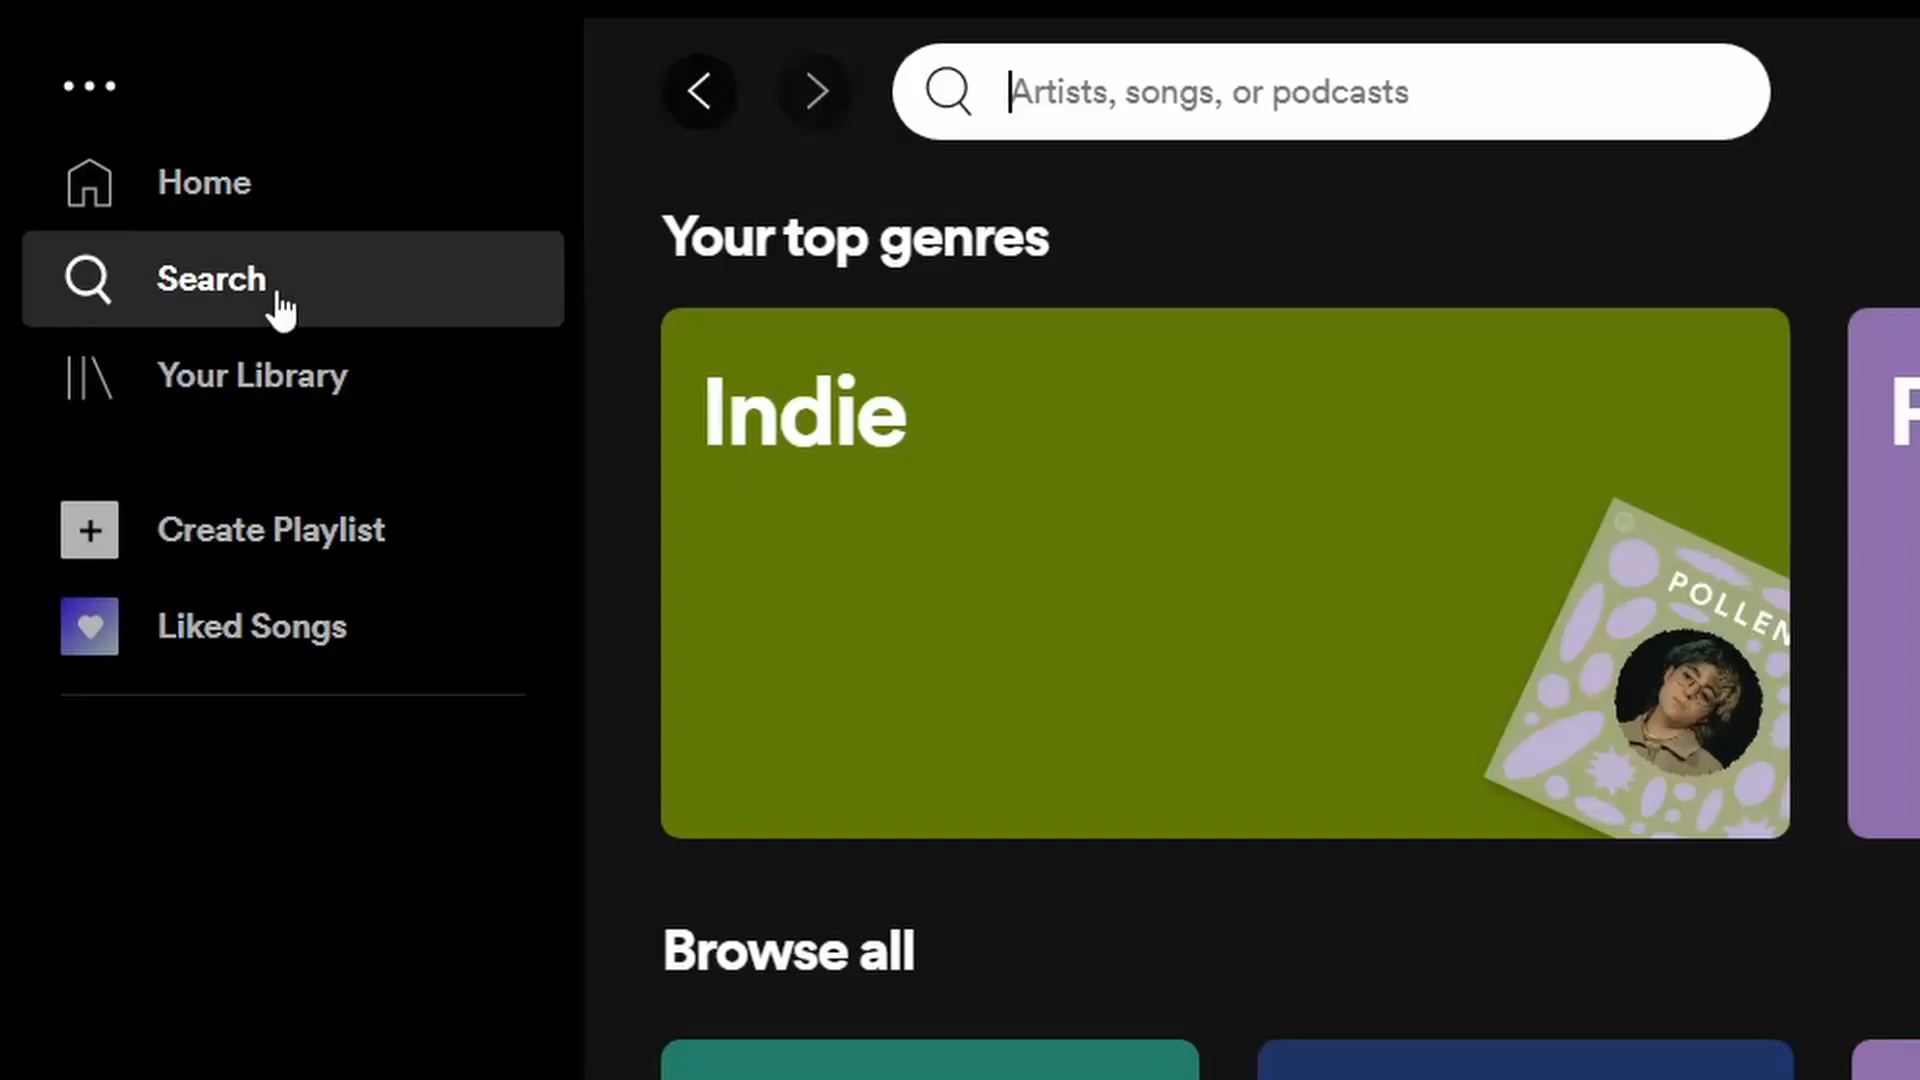 Home
Search
Your Library
Create Playlist
Liked Songs
Artists, songs, or podcasts
Your top genres
Indie
POLLEN
Browse all